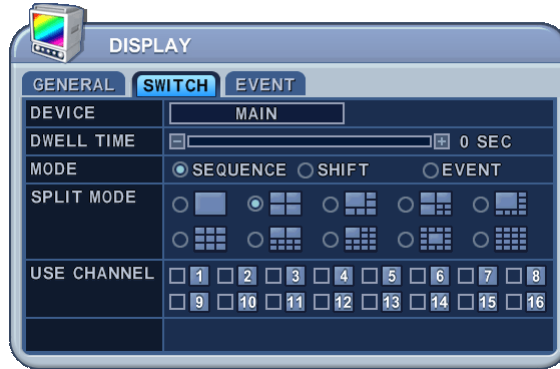 DISPLAY
GENERAL SWITCH EVENT
DEVICE MAIN
DWELL TIME 0 SEC
MODE SEQUENCE SHIFT EVENT
SPLIT MODE
USE CHANNEL 1 2 3 4 5 6 7 8
9 10 11 12 13 14 15 16